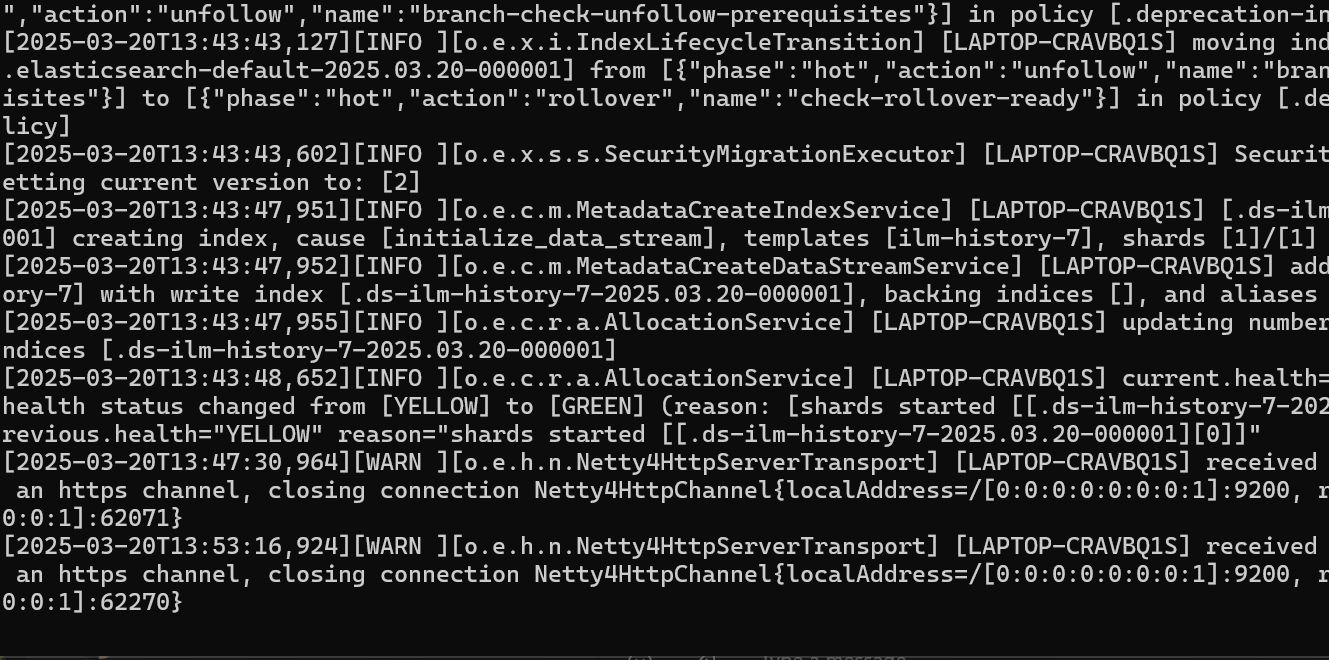 ","action":"unfollow","name":"branch-check-unfollow-prerequisites"}] in policy [.deprecation-in
[2025-03-20T13:43:43,127][INFO ][o.e.x.i.IndexLifecycleTransition] [LAPTOP-CRAVBQ1S] moving ind
.elasticsearch-default-2025.03.20-000001] from [{"phase":"hot","action":"unfollow","name":"bran
isites"}] to [{"phase":"hot","action":"rollover","name":"check-rollover-ready"}] in policy [.de
licy]
[2025-03-20T13:43:43,602][INFO ][o.e.x.s.s.SecurityMigrationExecutor] [LAPTOP-CRAVBQ1S] Securit
etting current version to: [2]
[2025-03-20T13:43:47,951][INFO ][o.e.c.m.MetadataCreateIndexService] [LAPTOP-CRAVBQ1S] [.ds-ilm
001] creating index, cause [initialize_data_stream], templates [ilm-history-7], shards [1]/[1]
[2025-03-20T13:43:47,952][INFO ][o.e.c.m.MetadataCreateDataStreamService] [LAPTOP-CRAVBQ1S] add
ory-7] with write index [.ds-ilm-history-7-2025.03.20-000001], backing indices [], and aliases
[2025-03-20T13:43:47,955][INFO ][o.e.c.r.a.AllocationService] [LAPTOP-CRAVBQ1S] updating number
ndices [.ds-ilm-history-7-2025.03.20-000001]
[2025-03-20T13:43:48,652][INFO ][o.e.c.r.a.AllocationService] [LAPTOP-CRAVBQ1S] current.health=
health status changed from [YELLOW] to [GREEN] (reason: [shards started [[.ds-ilm-history-7-202
revious.health="YELLOW" reason="shards started [[.ds-ilm-history-7-2025.03.20-000001][0]]"
[2025-03-20T13:47:30,964][WARN ][o.e.h.n.Netty4HttpServerTransport] [LAPTOP-CRAVBQ1S] received
an https channel, closing connection Netty4HttpChannel{localAddress=/[0:0:0:0:0:0:0:1]:9200, r
0:0:1]:62071}
[2025-03-20T13:53:16,924][WARN ][o.e.h.n.Netty4HttpServerTransport] [LAPTOP-CRAVBQ1S] received
an https channel, closing connection Netty4HttpChannel{localAddress=/[0:0:0:0:0:0:0:1]:9200, r
0:0:1]:62270}